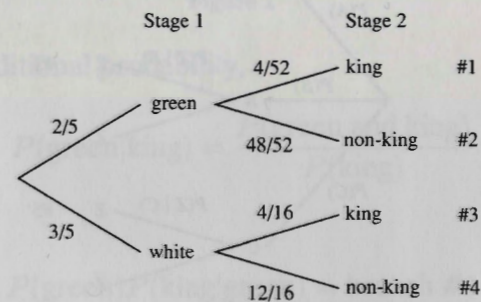 Stage 1 Stage 2
4/52 king #1
green
2/5 48/52 non-king #2
3/5 4/16 king #3
white
12/16 non-king #4